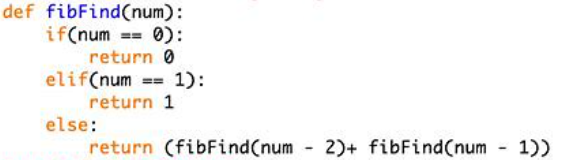 def fibFind(num):
    if(num == 0):
        return 0
    elif(num == 1):
        return 1
    else:
        return (fibFind(num - 2)+ fibFind(num - 1))